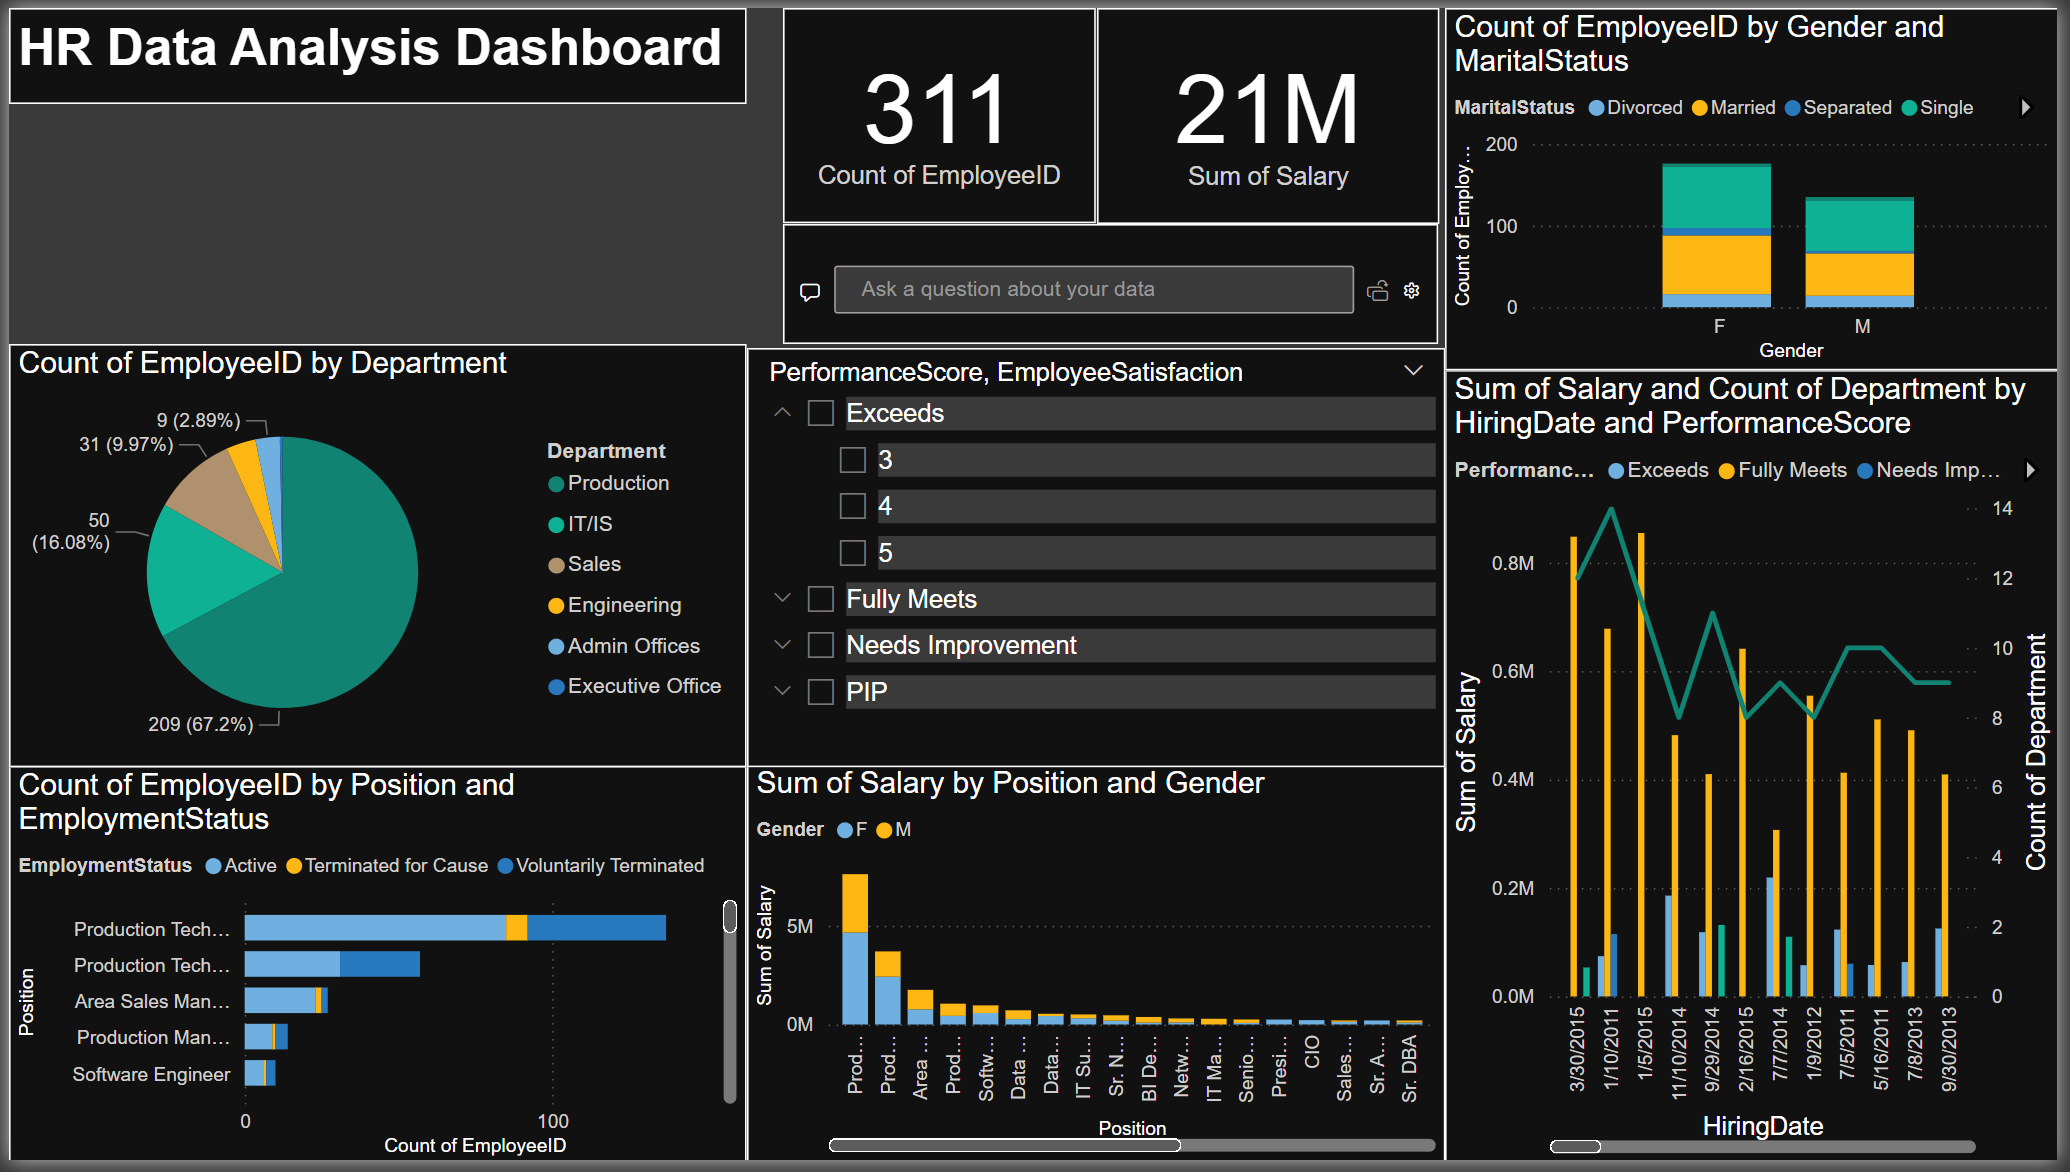 HR Data Analysis Dashboard
311
Count of EmployeeID
21M
Sum of Salary
Ask a question about your data
Count of EmployeeID by Gender and
MaritalStatus
MaritalStatus Divorced Married Separated Single
Count of Employ...
200
100
0
F M
Gender
Count of EmployeeID by Department
9 (2.89%)
31 (9.97%)
50
(16.08%)
209 (67.2%)
Department
Production
IT/IS
Sales
Engineering
Admin Offices
Executive Office
PerformanceScore, EmployeeSatisfaction
Exceeds
3
4
5
Fully Meets
Needs Improvement
PIP
Sum of Salary and Count of Department by
HiringDate and PerformanceScore
Performanc... Exceeds Fully Meets Needs Imp...
Sum of Salary
0.8M
0.6M
0.4M
0.2M
0.0M
14
12
10
8
6
4
2
0
Count of Department
3/30/2015
1/10/2011
1/5/2015
11/10/2014
9/29/2014
2/16/2015
7/7/2014
1/9/2012
7/5/2011
5/16/2011
7/8/2013
9/30/2013
HiringDate
Count of EmployeeID by Position and
EmploymentStatus
EmploymentStatus Active Terminated for Cause Voluntarily Terminated
Position
Production Tech...
Production Tech...
Area Sales Man...
Production Man...
Software Engineer
0 100
Count of EmployeeID
Sum of Salary by Position and Gender
Gender F M
Sum of Salary
5M
0M
Prod...
Prod...
Area ...
Prod...
Softw...
Data ...
Data...
IT Su...
Sr. N...
BI De...
Netw...
IT Ma...
Senio...
Presi...
CIO
Sales...
Sr. A...
Sr. DBA
Position